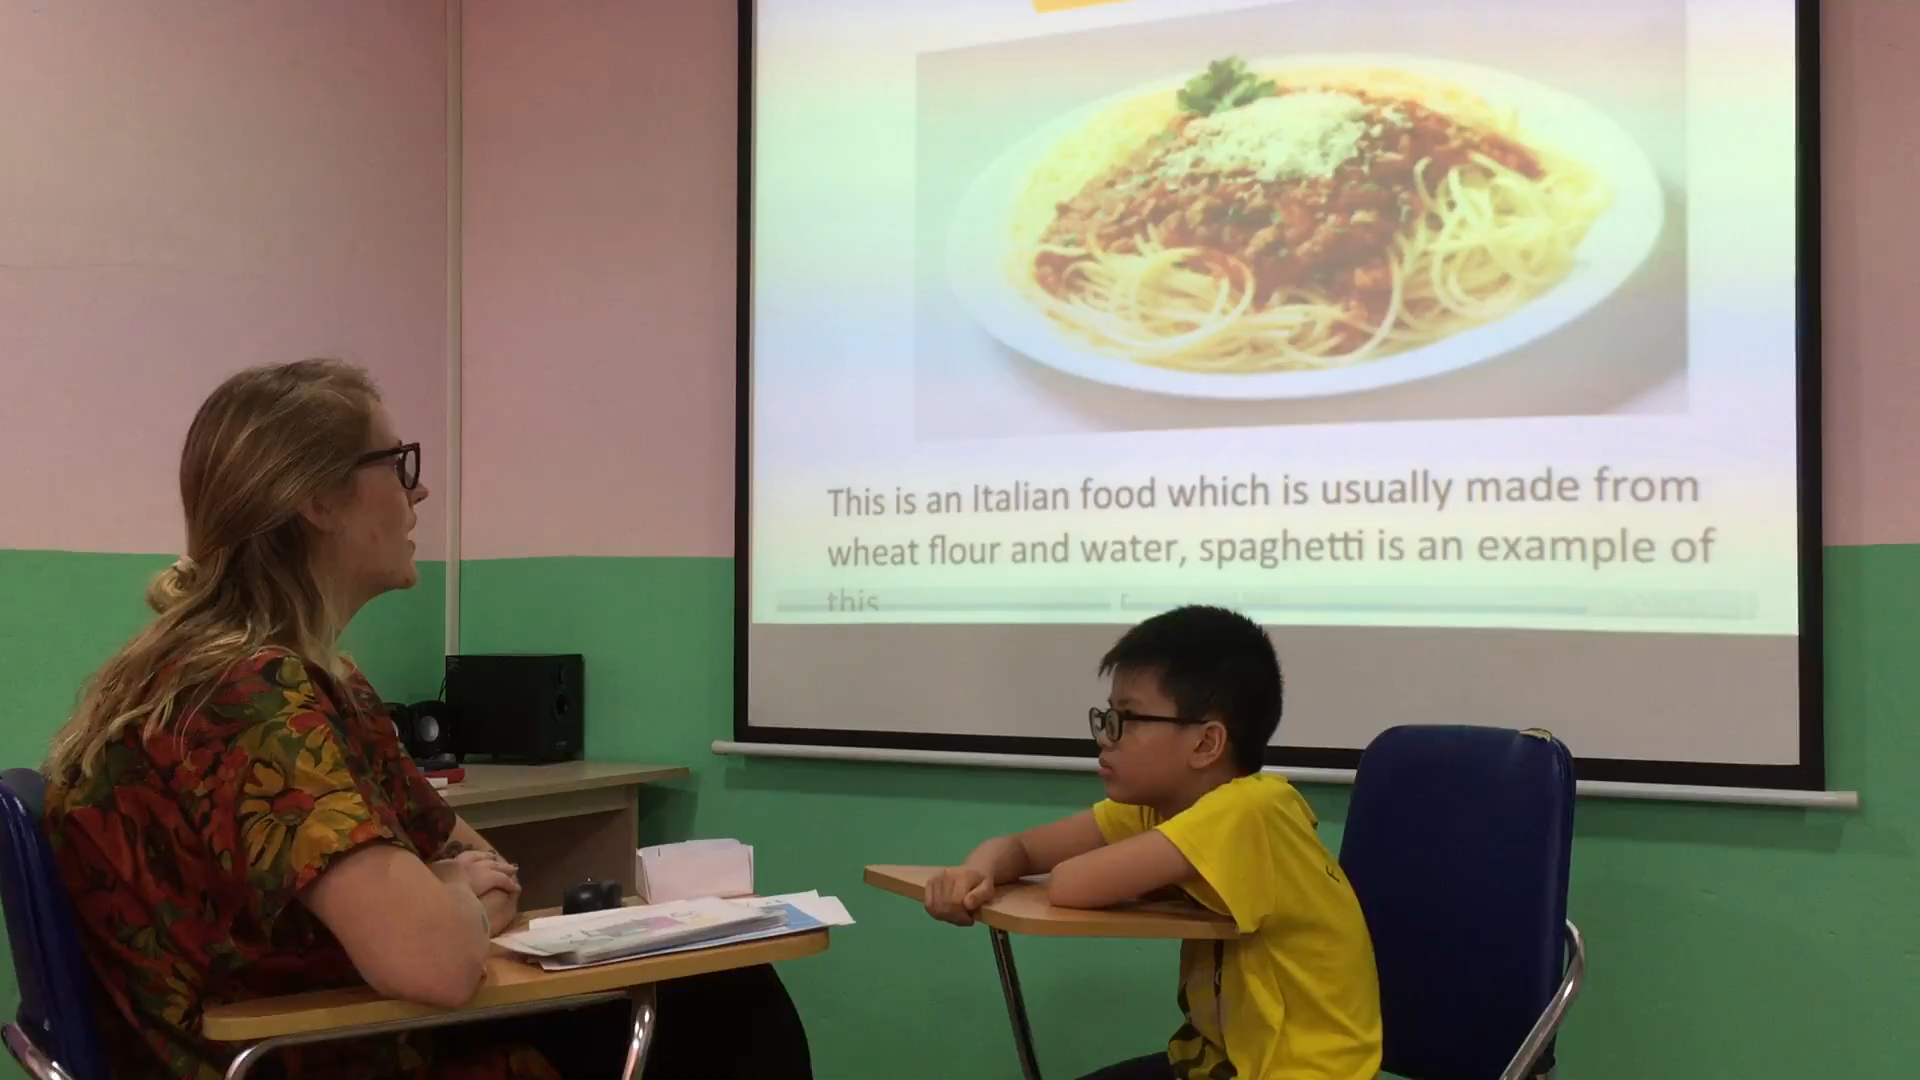 This is an Italian food which is usually made from
wheat flour and water, spaghetti is an example of
this